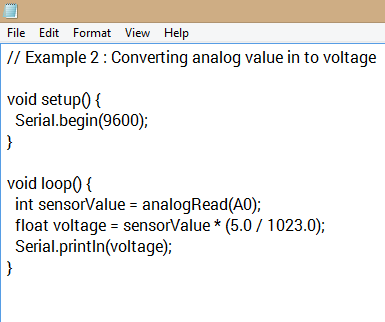 File Edit Format View Help
// Example 2 : Converting analog value in to voltage
void setup() {
Serial.begin(9600);
}
void loop() {
int sensorValue = analogRead(A0);
float voltage = sensorValue * (5.0 / 1023.0);
Serial.println(voltage);
}